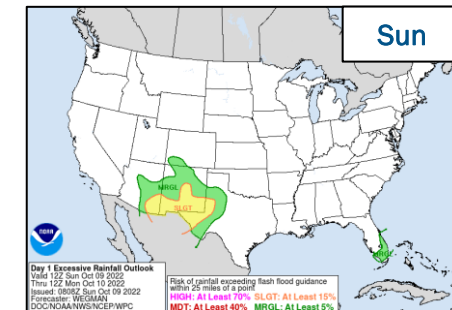 Sun
MRGL
SLGT
MRGL
NOAA
Day 1 Excessive Rainfall Outlook
Valid 12Z Sun Oct 09 2022
Thru 12Z Mon Oct 10 2022
Issued: 0808Z Sun Oct 09 2022
Forecaster: WEGMAN
DOC/NOAA/NWS/NCEP/WPC
Risk of rainfall exceeding flash flood guidance
within 25 miles of a point
HIGH: At Least 70% SLGT: At Least 15%
MDT: At Least 40% MRGL: At Least 5%